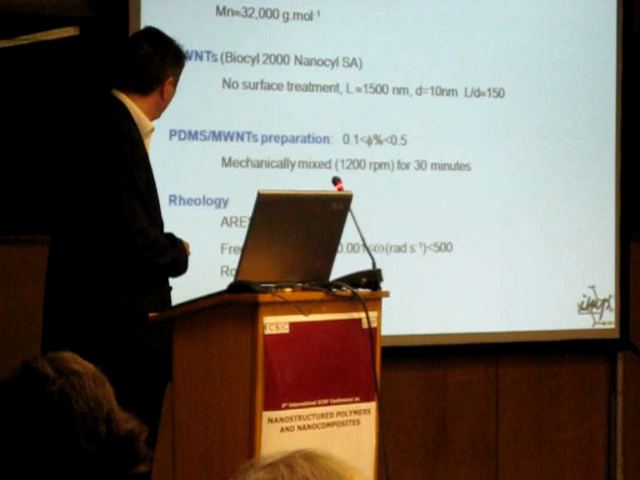 Mn≈32,000 g.mol⁻¹
WNTs (Biocyl 2000 Nanocyl SA)
No surface treatment, L ≈1500 nm, d=10nm L/d≈150
PDMS/MWNTs preparation: 0.1<ϕ%<0.5
Mechanically mixed (1200 rpm) for 30 minutes
Rheology
ARE
Fre 0.001≤ω(rad s⁻¹)<500
Ro
CSIC
NANOSTRUCTURED POLYMERS
AND NANOCOMPOSITES